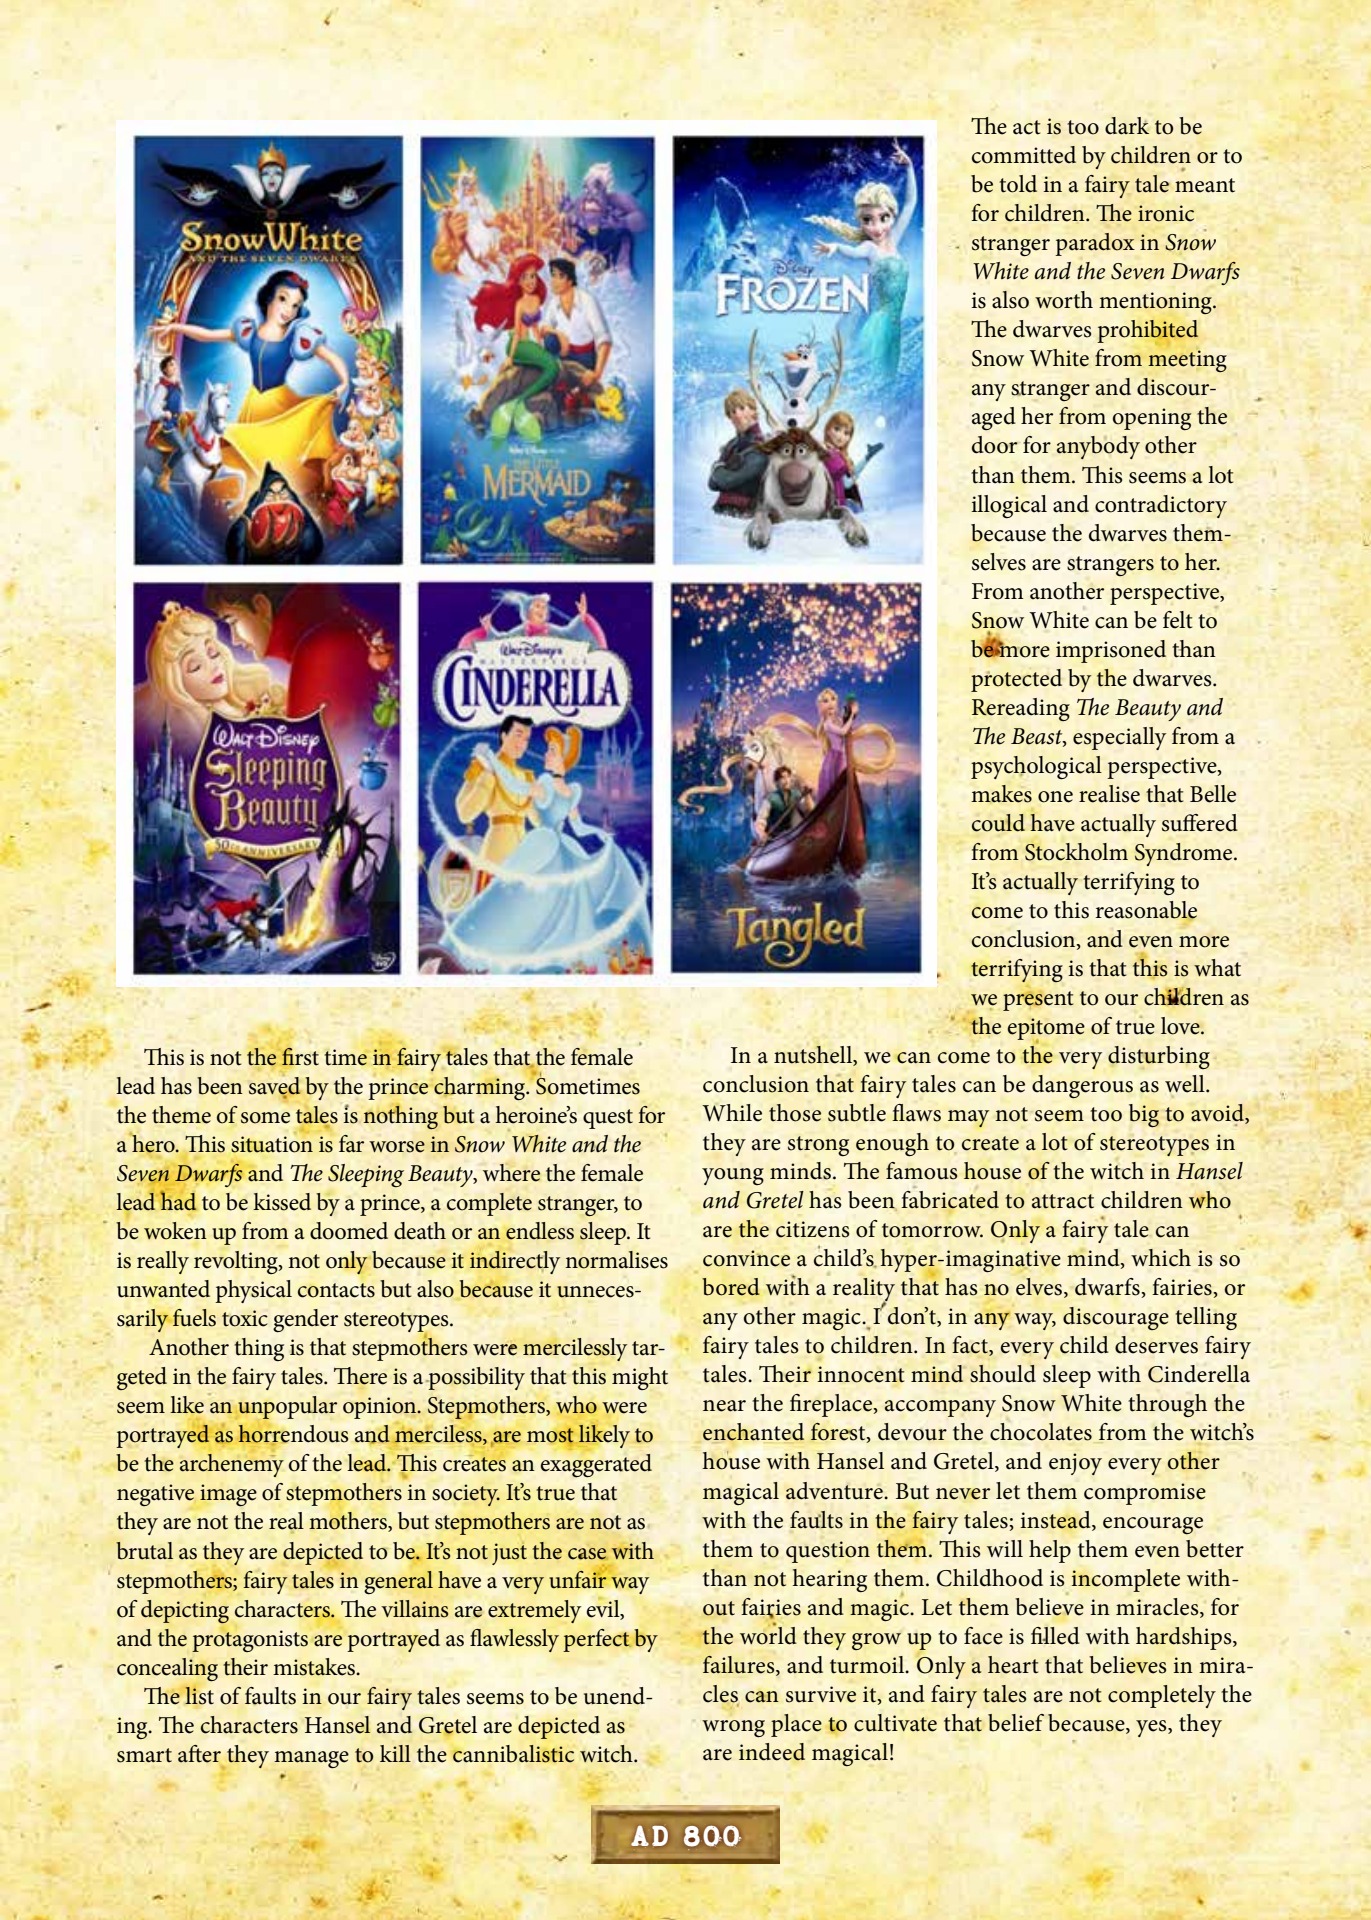 SnowWhite
AND THE SEVEN DWARFS
Disney
FROZEN
WALT DISNEY
THE LITTLE
MERMAID
WALT DISNEY
Sleeping
Beauty
50TH ANNIVERSARY
Disney
DVD
Walt Disney's
MASTERPIECE
CINDERELLA
Disney's
Tangled
This is not the first time in fairy tales that the female
lead has been saved by the prince charming. Sometimes
the theme of some tales is nothing but a heroine's quest for
a hero. This situation is far worse in Snow White and the
Seven Dwarfs and The Sleeping Beauty, where the female
lead had to be kissed by a prince, a complete stranger, to
be woken up from a doomed death or an endless sleep. It
is really revolting, not only because it indirectly normalises
unwanted physical contacts but also because it unneces-
sarily fuels toxic gender stereotypes.
Another thing is that stepmothers were mercilessly tar-
geted in the fairy tales. There is a possibility that this might
seem like an unpopular opinion. Stepmothers, who were
portrayed as horrendous and merciless, are most likely to
be the archenemy of the lead. This creates an exaggerated
negative image of stepmothers in society. It's true that
they are not the real mothers, but stepmothers are not as
brutal as they are depicted to be. It's not just the case with
stepmothers; fairy tales in general have a very unfair way
of depicting characters. The villains are extremely evil,
and the protagonists are portrayed as flawlessly perfect by
concealing their mistakes.
The list of faults in our fairy tales seems to be unend-
ing. The characters Hansel and Gretel are depicted as
smart after they manage to kill the cannibalistic witch.
The act is too dark to be
committed by children or to
be told in a fairy tale meant
for children. The ironic
stranger paradox in Snow
White and the Seven Dwarfs
is also worth mentioning.
The dwarves prohibited
Snow White from meeting
any stranger and discour-
aged her from opening the
door for anybody other
than them. This seems a lot
illogical and contradictory
because the dwarves them-
selves are strangers to her.
From another perspective,
Snow White can be felt to
be more imprisoned than
protected by the dwarves.
Rereading The Beauty and
The Beast, especially from a
psychological perspective,
makes one realise that Belle
could have actually suffered
from Stockholm Syndrome.
It's actually terrifying to
come to this reasonable
conclusion, and even more
terrifying is that this is what
we present to our children as
the epitome of true love.
In a nutshell, we can come to the very disturbing
conclusion that fairy tales can be dangerous as well.
While those subtle flaws may not seem too big to avoid,
they are strong enough to create a lot of stereotypes in
young minds. The famous house of the witch in Hansel
and Gretel has been fabricated to attract children who
are the citizens of tomorrow. Only a fairy tale can
convince a child's hyper-imaginative mind, which is so
bored with a reality that has no elves, dwarfs, fairies, or
any other magic. I don't, in any way, discourage telling
fairy tales to children. In fact, every child deserves fairy
tales. Their innocent mind should sleep with Cinderella
near the fireplace, accompany Snow White through the
enchanted forest, devour the chocolates from the witch's
house with Hansel and Gretel, and enjoy every other
magical adventure. But never let them compromise
with the faults in the fairy tales; instead, encourage
them to question them. This will help them even better
than not hearing them. Childhood is incomplete with-
out fairies and magic. Let them believe in miracles, for
the world they grow up to face is filled with hardships,
failures, and turmoil. Only a heart that believes in mira-
cles can survive it, and fairy tales are not completely the
wrong place to cultivate that belief because, yes, they
are indeed magical!
AD 800